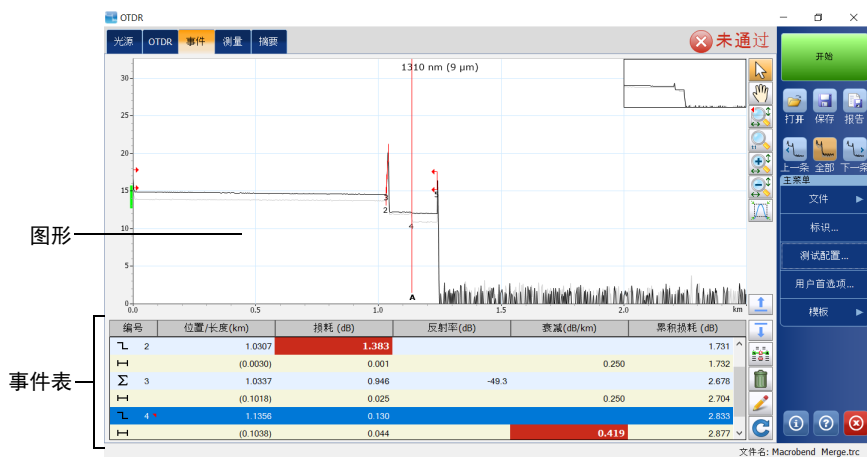 OTDR
光源 OTDR 事件 测量 摘要
未通过
开始
1310 nm (9 µm)
30
25
20
15
10
5
0
3
2
4
A
0.0 0.5 1.0 1.5 2.0 km
打开 保存 报告
上一条 全部 下一条
主菜单
文件
标识...
测试配置...
用户首选项...
模板
图形
事件表
编号 位置/长度(km) 损耗 (dB) 反射率(dB) 衰减(dB/km) 累积损耗 (dB)
2 1.0307 1.383 1.731
(0.0030) 0.001 0.250 1.732
Σ 3 1.0337 0.946 -49.3 2.678
(0.1018) 0.025 0.250 2.704
4 * 1.1356 0.130 2.833
(0.1038) 0.044 0.419 2.877
文件名: Macrobend_Merge.trc